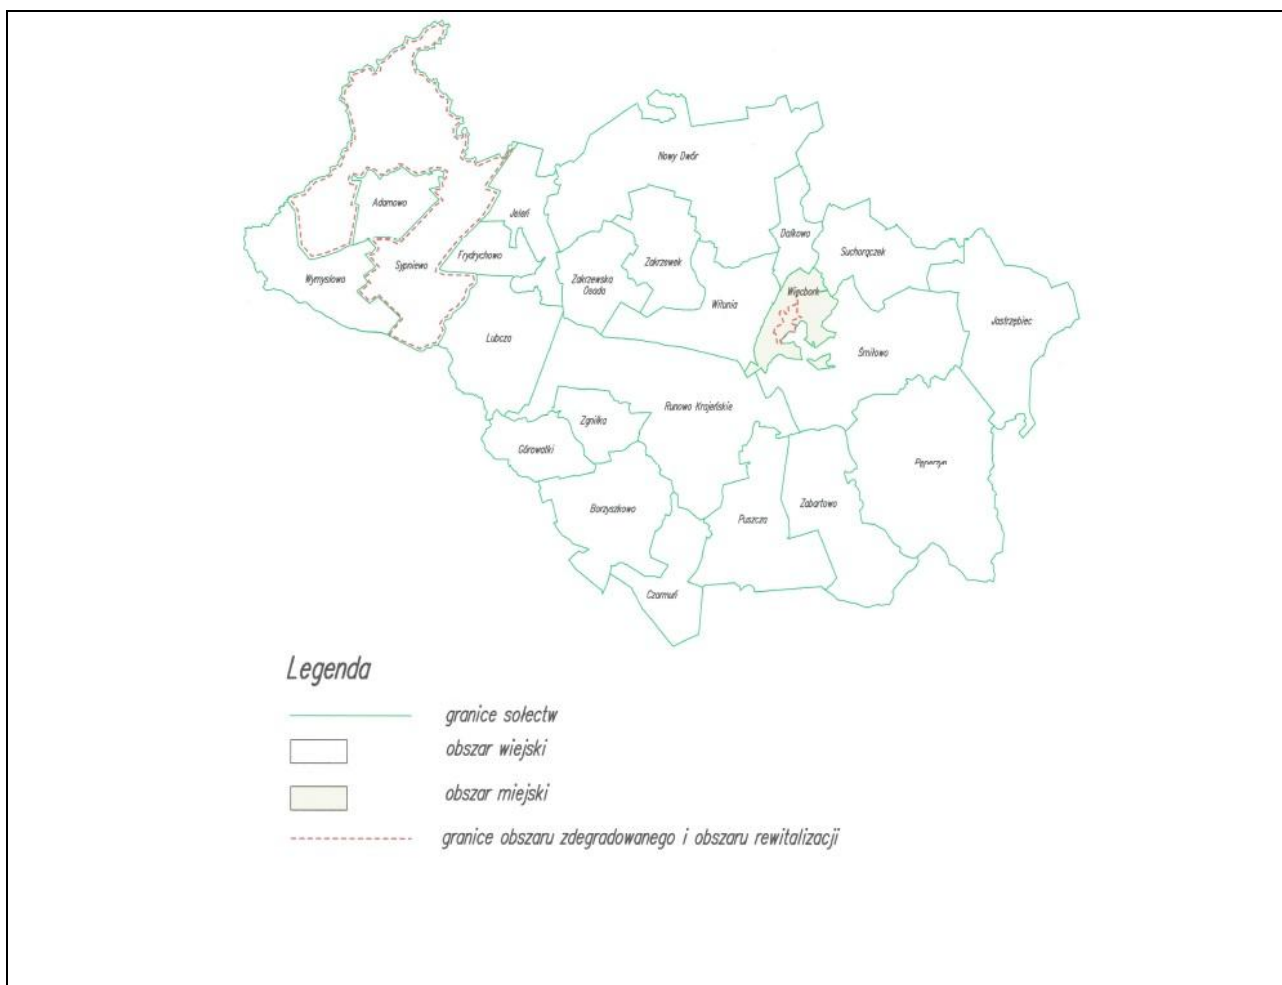 Nowy Dwór
Adamowo
Jeleń
Dalkowo
Suchorączek
Frydrychowo
Sypniewo
Zakrzewek
Wymysłowo
Zakrzewska
Osada
Więcbork
Witunia
Jastrzębiec
Lubcza
Śmiłowo
Runowo Krajeńskie
Zgniłka
Górowatki
Borzyszkowo
Zabartowo
Puszcza
Czarmuń
Legenda
granice sołectw
obszar wiejski
obszar miejski
granice obszaru zdegradowanego i obszaru rewitalizacji